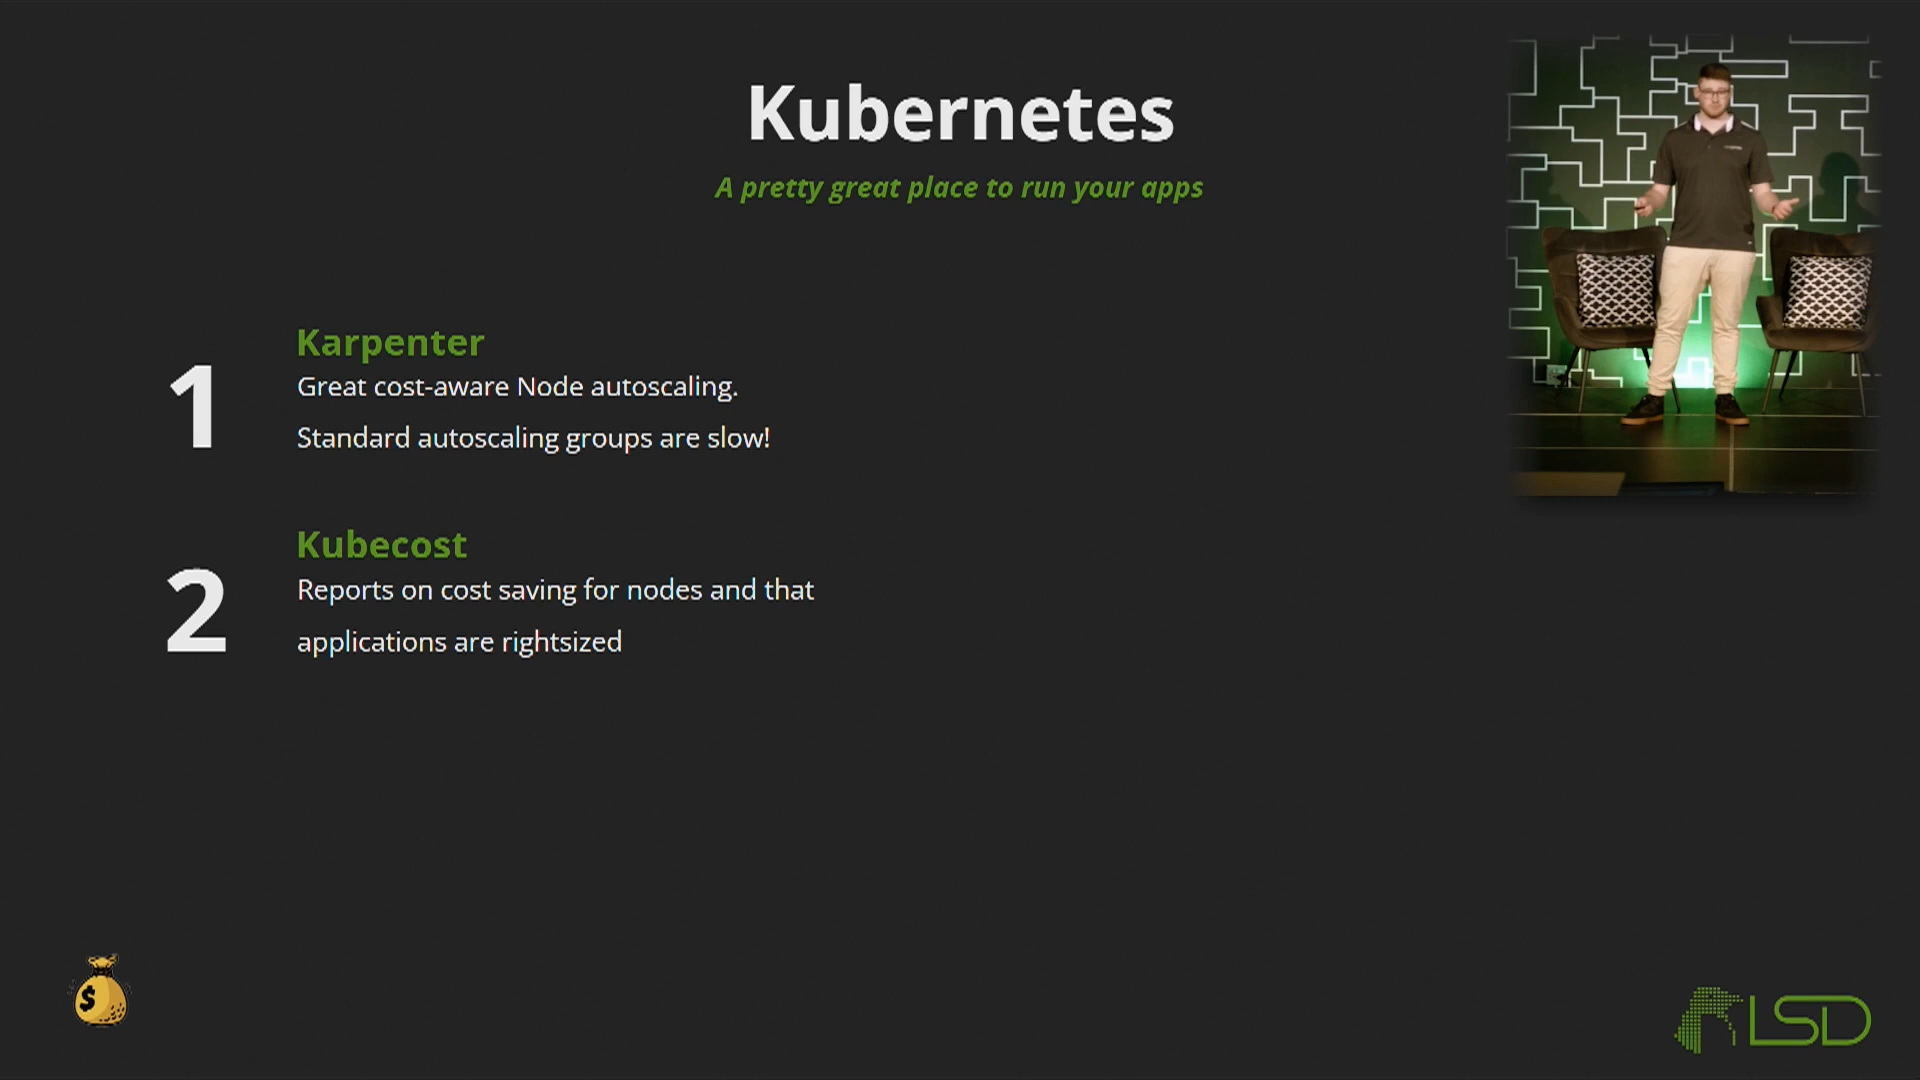 Kubernetes
A pretty great place to run your apps
1
Karpenter
Great cost-aware Node autoscaling.
Standard autoscaling groups are slow!
2
Kubecost
Reports on cost saving for nodes and that
applications are rightsized
$
LSD